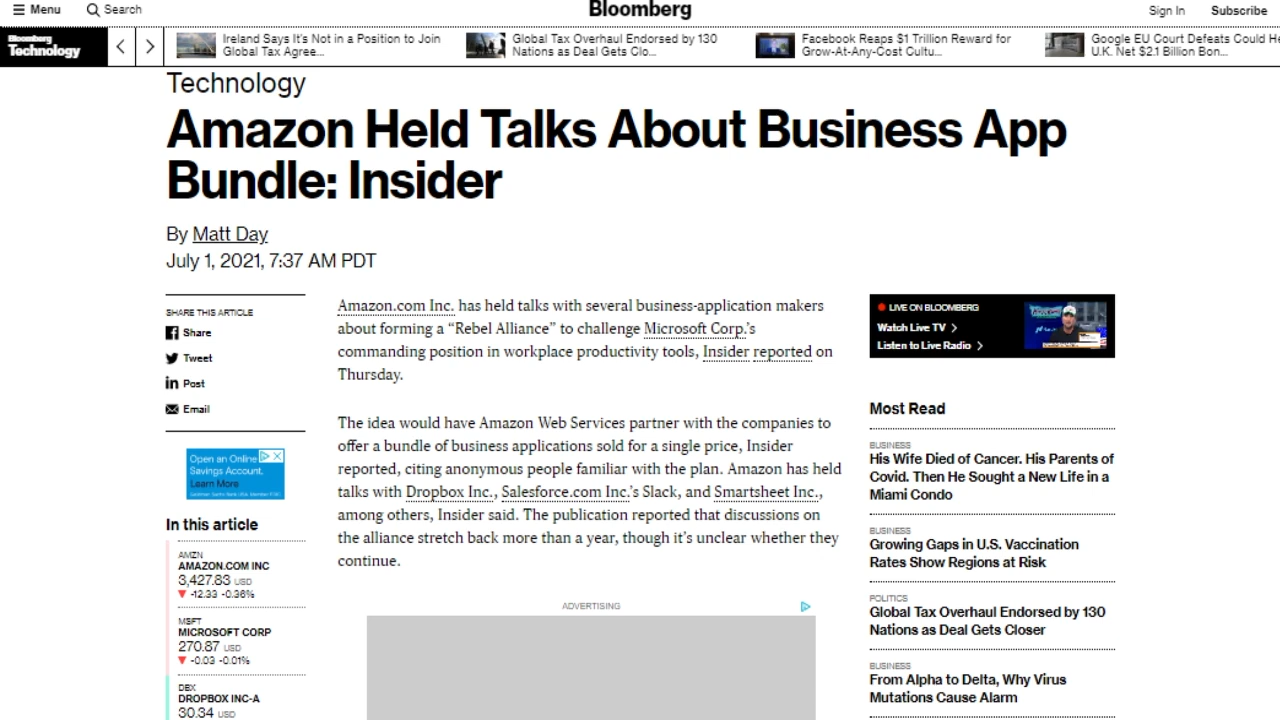 Menu
Search
Bloomberg
Sign In
Subscribe
Bloomberg
Technology
Ireland Says It's Not in a Position to Join
Global Tax Agree...
Global Tax Overhaul Endorsed by 130
Nations as Deal Gets Clo...
Facebook Reaps $1 Trillion Reward for
Grow-At-Any-Cost Cultu...
Google EU Court Defeats Could He
U.K. Net $2.1 Billion Bon...
Technology
Amazon Held Talks About Business App
Bundle: Insider
By Matt Day
July 1, 2021, 7:37 AM PDT
SHARE THIS ARTICLE
Share
Tweet
Post
Email
Open an Online
Savings Account.
Learn More
In this article
AMZN
AMAZON.COM INC
3,427.83 USD
-12.33 -0.36%
MSFT
MICROSOFT CORP
270.87 USD
-0.03 -0.01%
DBX
DROPBOX INC-A
30.34 USD
Amazon.com Inc. has held talks with several business-application makers
about forming a “Rebel Alliance” to challenge Microsoft Corp.’s
commanding position in workplace productivity tools, Insider reported on
Thursday.
The idea would have Amazon Web Services partner with the companies to
offer a bundle of business applications sold for a single price, Insider
reported, citing anonymous people familiar with the plan. Amazon has held
talks with Dropbox Inc., Salesforce.com Inc.’s Slack, and Smartsheet Inc.,
among others, Insider said. The publication reported that discussions on
the alliance stretch back more than a year, though it’s unclear whether they
continue.
ADVERTISING
LIVE ON BLOOMBERG
Watch Live TV
Listen to Live Radio
Most Read
BUSINESS
His Wife Died of Cancer. His Parents of
Covid. Then He Sought a New Life in a
Miami Condo
BUSINESS
Growing Gaps in U.S. Vaccination
Rates Show Regions at Risk
POLITICS
Global Tax Overhaul Endorsed by 130
Nations as Deal Gets Closer
BUSINESS
From Alpha to Delta, Why Virus
Mutations Cause Alarm